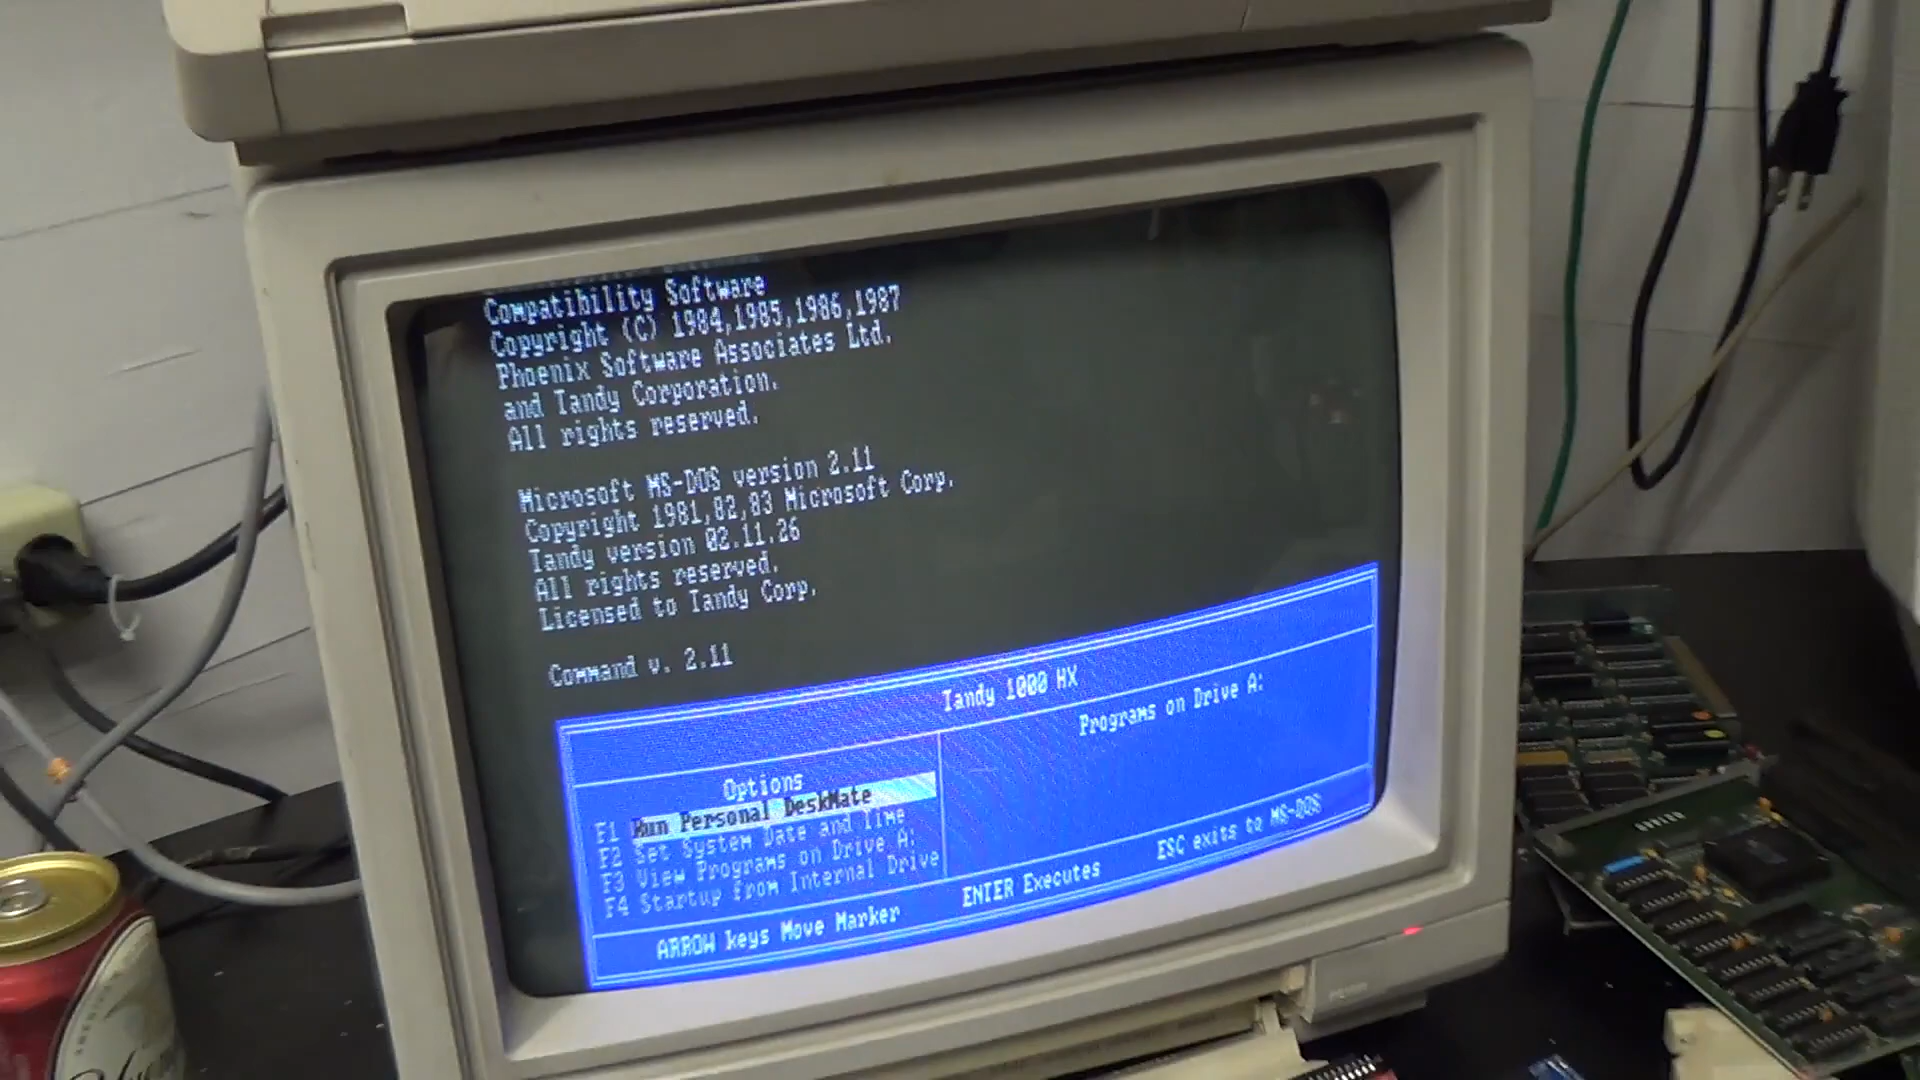 Compatibility Software
Copyright (C) 1984,1985,1986,1987
Phoenix Software Associates Ltd.
and Tandy Corporation.
All rights reserved.
Microsoft MS-DOS version 2.11
Copyright 1981,82,83 Microsoft Corp.
Tandy version 02.11.26
All rights reserved.
Licensed to Tandy Corp.
Command v. 2.11
Tandy 1000 HX
Options
Programs on Drive A:
F1 Run Personal DeskMate
F2 Set System Date and Time
F3 View Programs on Drive A:
F4 Startup from Internal Drive
ARROW keys Move Marker
ENTER Executes
ESC exits to MS-DOS